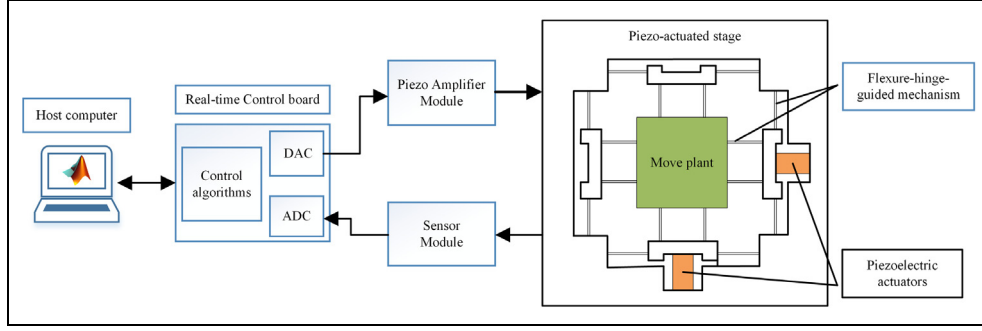 Host computer
Real-time Control board
Control
algorithms
DAC
ADC
Piezo Amplifier
Module
Sensor
Module
Piezo-actuated stage
Move plant
Flexure-hinge-
guided mechanism
Piezoelectric
actuators